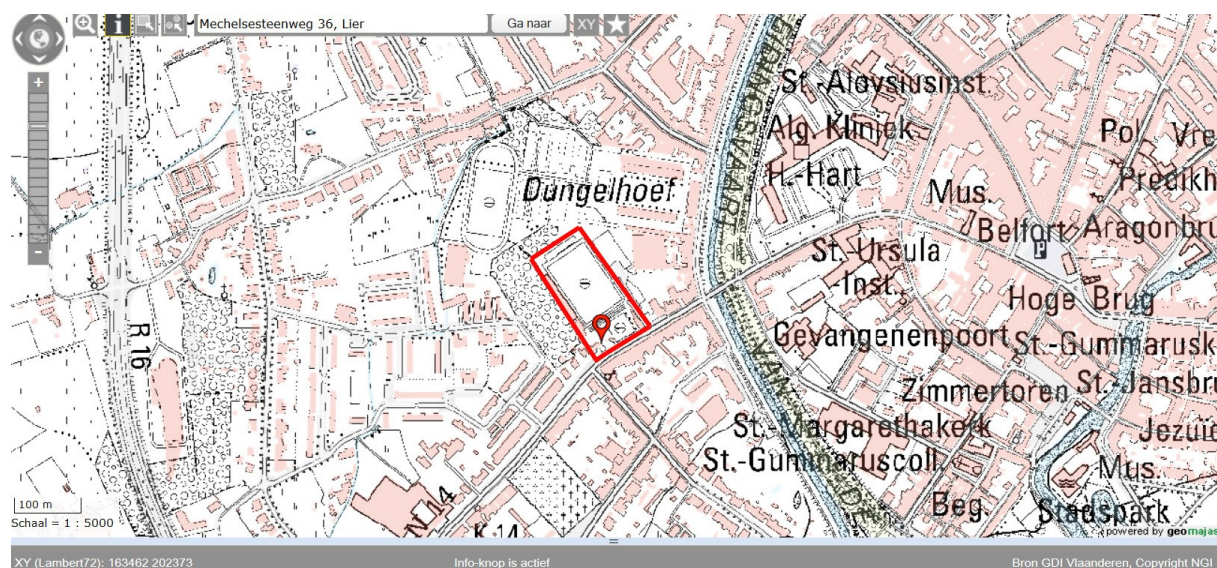 Mechelsesteenweg 36, Lier
Ga naar
XY
St.-Aloysiusinst.
Alg. Kliniek
H.-Hart
Pol
Vre
Predikh
Dungelhoef
Mus.
Belfort
Aragonbru
P
St.-Ursula
-Inst.
Hoge Brug
R 16
Gevangenenpoort
St.-Gummarusk
Zimmertoren
St.-Jansbru
St.-Margarethakerk
Jezuïe
St.-Gummaruscoll.
Mus.
N 14
K 14
Beg.
Stadspark
100 m
Schaal = 1 : 5000
powered by geomajas
XY (Lambert72): 163462 202373
Info-knop is actief
Bron GDI Vlaanderen, Copyright NGI